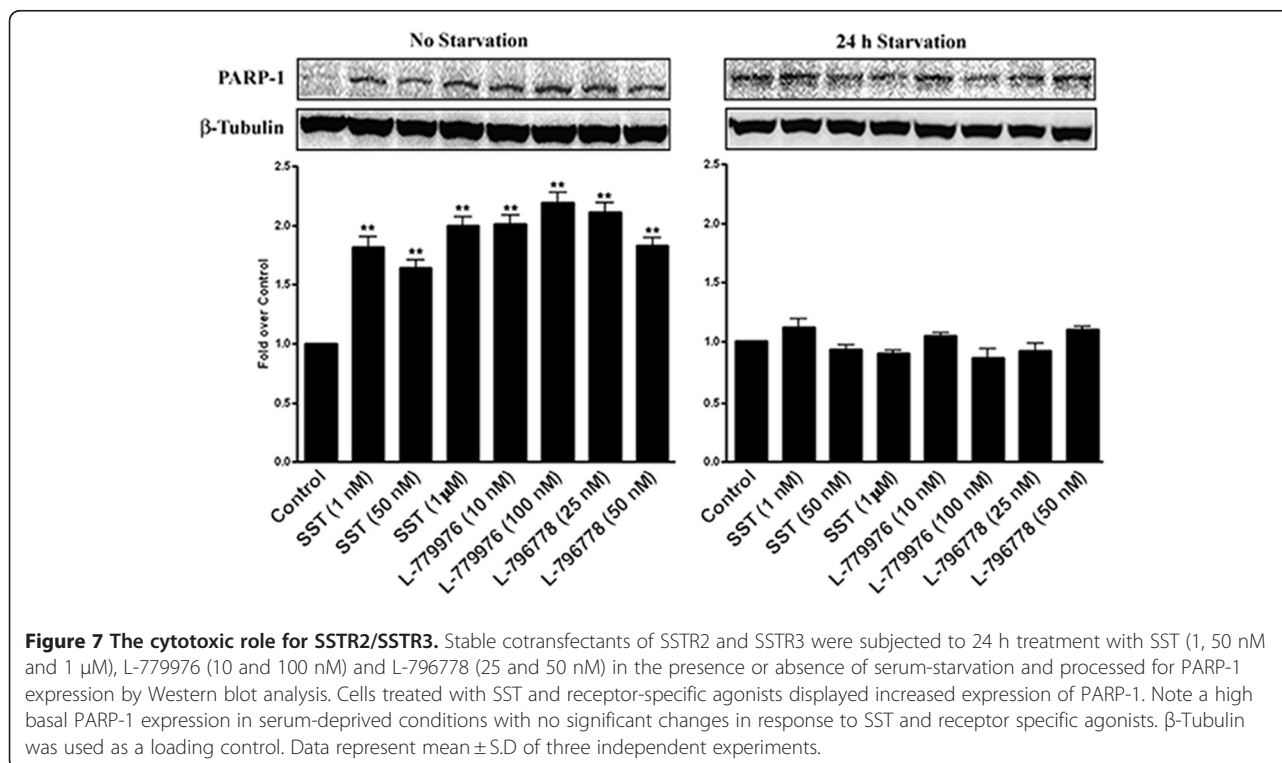 No Starvation
24 h Starvation
PARP-1
β-Tubulin
Fold over Control
2.5
2.0
1.5
1.0
0.5
0.0
**
**
**
**
**
**
**
Control
SST (1 nM)
SST (50 nM)
SST (1μM)
L-779976 (10 nM)
L-779976 (100 nM)
L-796778 (25 nM)
L-796778 (50 nM)
2.5
2.0
1.5
1.0
0.5
0.0
Control
SST (1 nM)
SST (50 nM)
SST (1μM)
L-779976 (10 nM)
L-779976 (100 nM)
L-796778 (25 nM)
L-796778 (50 nM)
Figure 7 The cytotoxic role for SSTR2/SSTR3. Stable cotransfectants of SSTR2 and SSTR3 were subjected to 24 h treatment with SST (1, 50 nM
and 1 μM), L-779976 (10 and 100 nM) and L-796778 (25 and 50 nM) in the presence or absence of serum-starvation and processed for PARP-1
expression by Western blot analysis. Cells treated with SST and receptor-specific agonists displayed increased expression of PARP-1. Note a high
basal PARP-1 expression in serum-deprived conditions with no significant changes in response to SST and receptor specific agonists. β-Tubulin
was used as a loading control. Data represent mean ± S.D of three independent experiments.